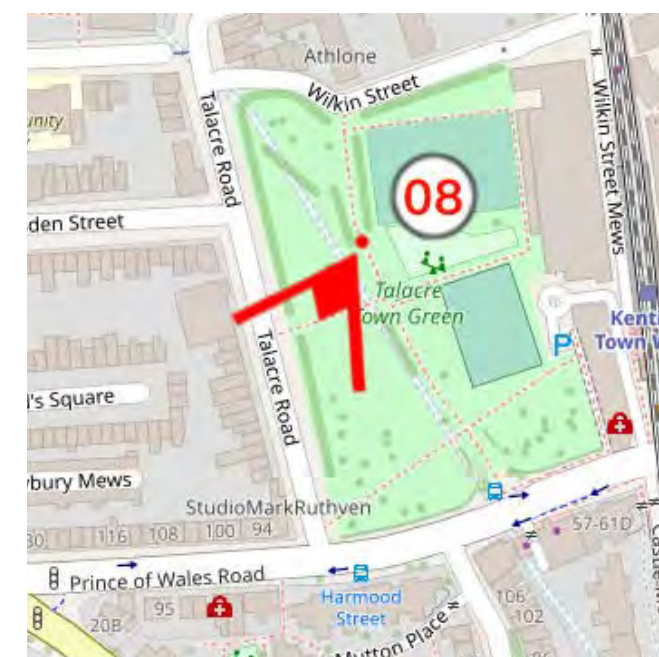 Athlone
Wilkin Street
Talacre Road
Wilkin Street Mews
unity
08
den Street
Talacre
Town Green
Kent
Town W
P
Talacre Road
's Square
bury Mews
StudioMarkRuthven
116
108
100
94
57-61D
Prince of Wales Road
Harmood
Street
95
20B
106
102
Mutton Place